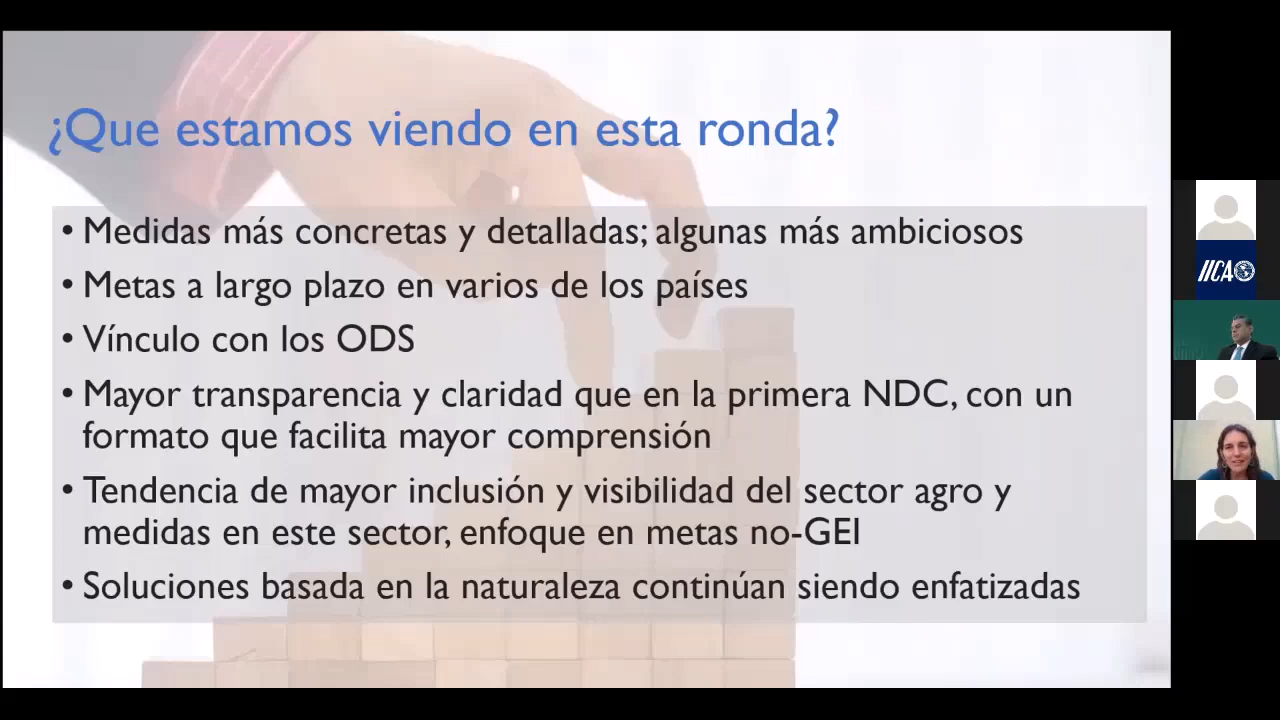 ¿Que estamos viendo en esta ronda?
• Medidas más concretas y detalladas; algunas más ambiciosos
• Metas a largo plazo en varios de los países
• Vínculo con los ODS
• Mayor transparencia y claridad que en la primera NDC, con un
formato que facilita mayor comprensión
• Tendencia de mayor inclusión y visibilidad del sector agro y
medidas en este sector, enfoque en metas no-GEI
• Soluciones basada en la naturaleza continúan siendo enfatizadas
IICA